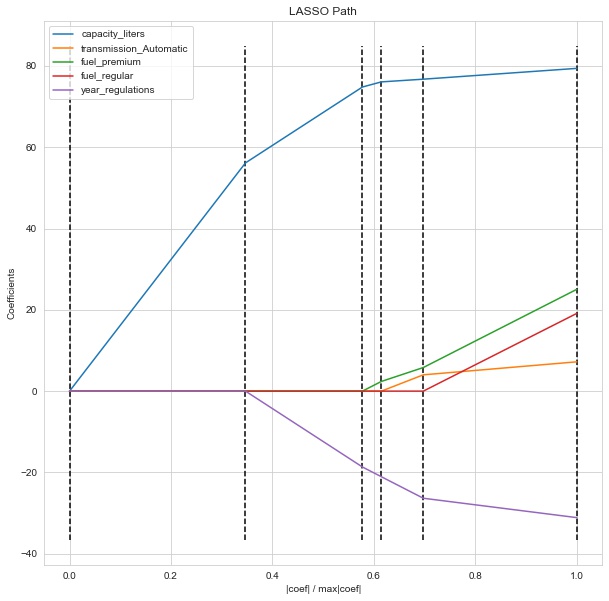 LASSO Path
capacity_liters
transmission_Automatic
fuel_premium
fuel_regular
year_regulations
80
60
40
20
0
−20
−40
Coefficients
0.0 0.2 0.4 0.6 0.8 1.0
|coef| / max|coef|